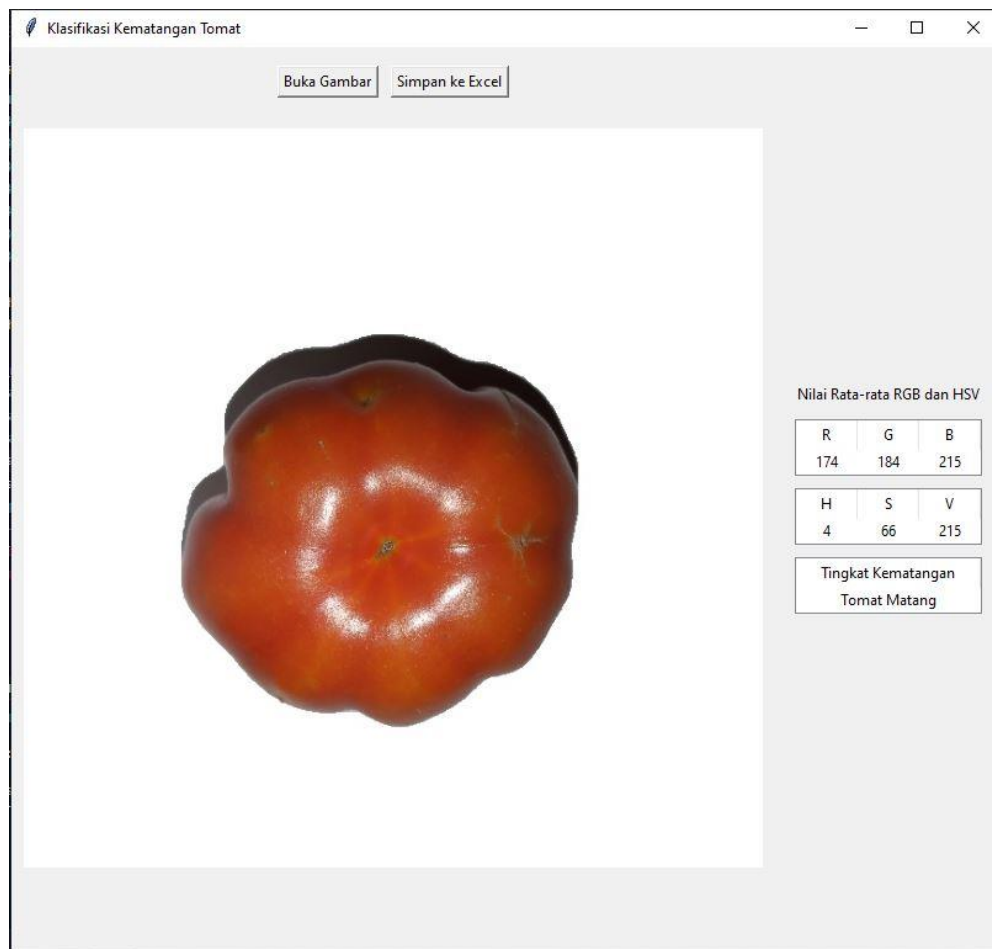 Klasifikasi Kematangan Tomat
Buka Gambar Simpan ke Excel
Nilai Rata-rata RGB dan HSV
R G B
174 184 215
H S V
4 66 215
Tingkat Kematangan
Tomat Matang